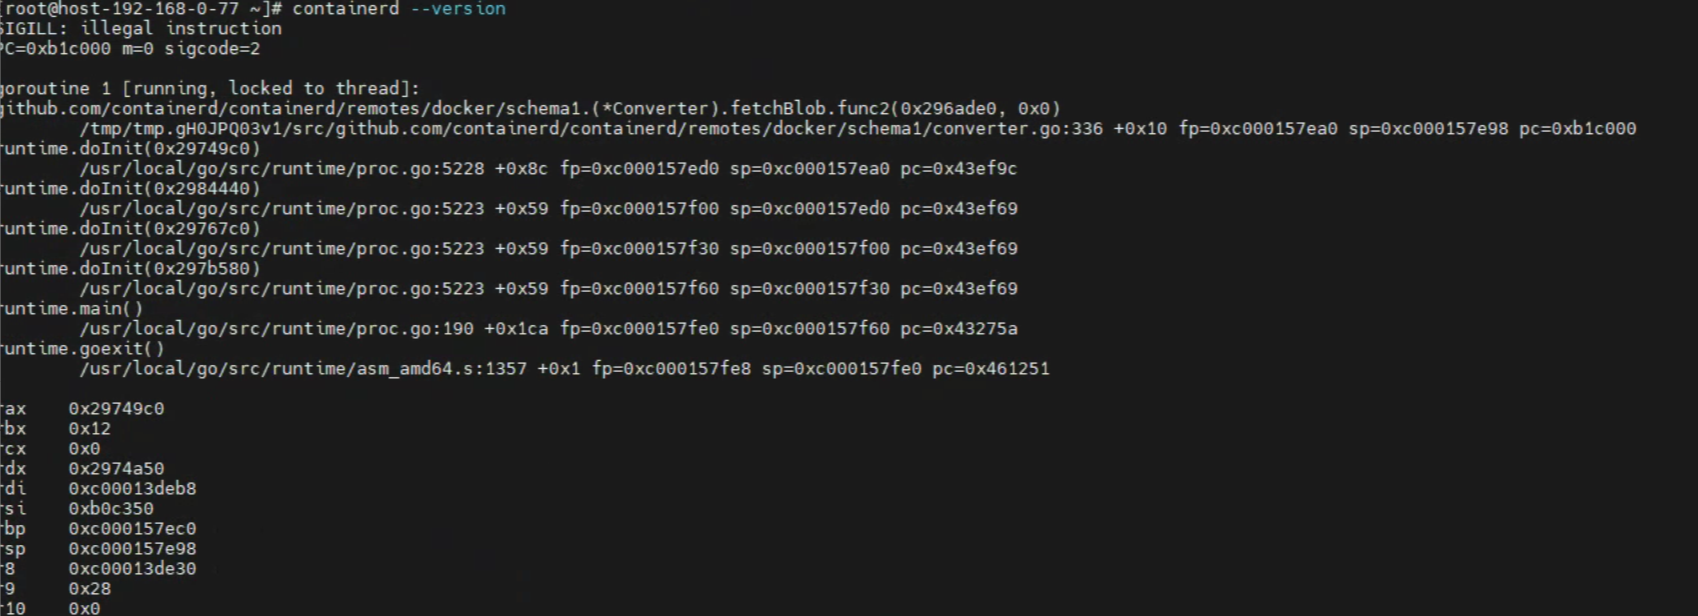 [root@host-192-168-0-77 ~]# containerd --version
SIGILL: illegal instruction
PC=0xb1c000 m=0 sigcode=2
goroutine 1 [running, locked to thread]:
github.com/containerd/containerd/remotes/docker/schema1.(*Converter).fetchBlob.func2(0x296ade0, 0x0)
/tmp/tmp.gH0JPQ03v1/src/github.com/containerd/containerd/remotes/docker/schema1/converter.go:336 +0x10 fp=0xc000157ea0 sp=0xc000157e98 pc=0xb1c000
runtime.doInit(0x29749c0)
/usr/local/go/src/runtime/proc.go:5228 +0x8c fp=0xc000157ed0 sp=0xc000157ea0 pc=0x43ef9c
runtime.doInit(0x2984440)
/usr/local/go/src/runtime/proc.go:5223 +0x59 fp=0xc000157f00 sp=0xc000157ed0 pc=0x43ef69
runtime.doInit(0x29767c0)
/usr/local/go/src/runtime/proc.go:5223 +0x59 fp=0xc000157f30 sp=0xc000157f00 pc=0x43ef69
runtime.doInit(0x297b580)
/usr/local/go/src/runtime/proc.go:5223 +0x59 fp=0xc000157f60 sp=0xc000157f30 pc=0x43ef69
runtime.main()
/usr/local/go/src/runtime/proc.go:190 +0x1ca fp=0xc000157fe0 sp=0xc000157f60 pc=0x43275a
runtime.goexit()
/usr/local/go/src/runtime/asm_amd64.s:1357 +0x1 fp=0xc000157fe8 sp=0xc000157fe0 pc=0x461251
rax 0x29749c0
rbx 0x12
rcx 0x0
rdx 0x2974a50
rdi 0xc00013deb8
rsi 0xb0c350
rbp 0xc000157ec0
rsp 0xc000157e98
r8 0xc00013de30
r9 0x28
r10 0x0